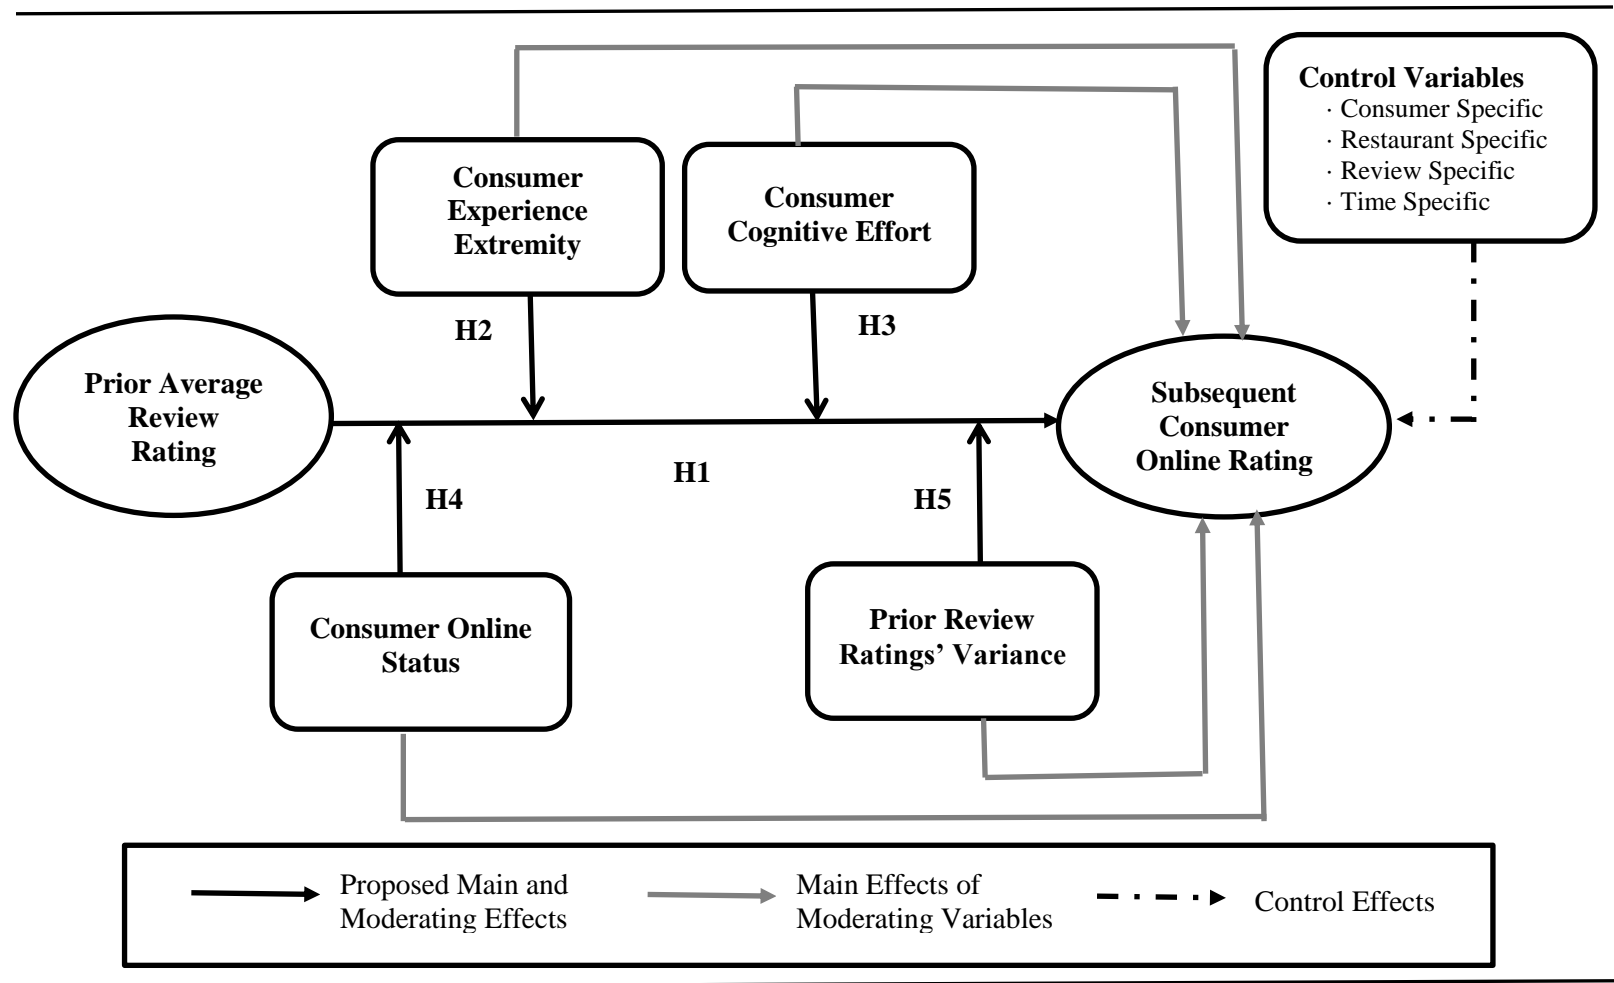 Control Variables
· Consumer Specific
· Restaurant Specific
· Review Specific
· Time Specific
Consumer
Experience
Extremity
Consumer
Cognitive Effort
H2
H3
Prior Average
Review
Rating
Subsequent
Consumer
Online Rating
H1
H4
H5
Consumer Online
Status
Prior Review
Ratings’ Variance
Proposed Main and
Moderating Effects
Main Effects of
Moderating Variables
Control Effects